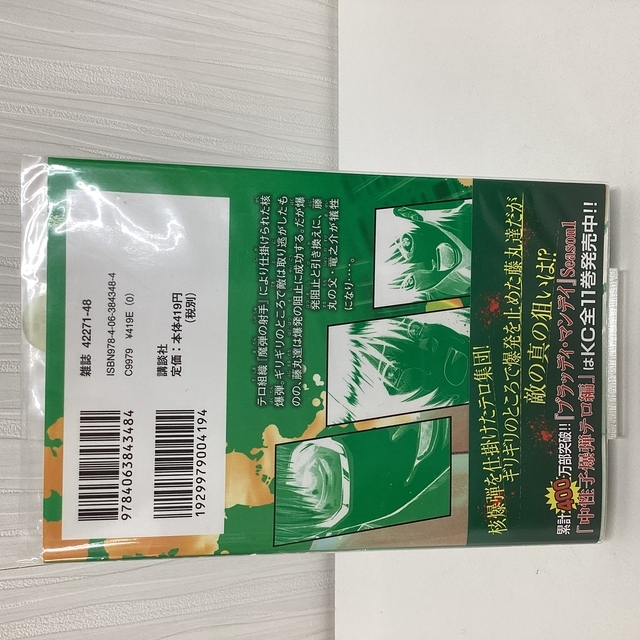 雑誌 42271-48
ISBN978-4-06-384348-4
C9979 ¥419E (0)
講談社
定価：本体419円
（税別）
9784063843484
1929979004194
テロ組織「魔弾の射手」により仕掛けられた核
爆弾。ギリギリのところで敵は取り逃がしたも
のの、藤丸達は爆発の阻止に成功する。だが爆
発阻止と引き換えに、藤
丸の父・竜之介が犠牲
になり……。
核爆弾を仕掛けたテロ集団！
ギリギリのところで爆発を止めた藤丸達だが
敵の真の狙いは!?
累計400万部突破!!『ブラッディ・マンデイ』Season1
「中性子爆弾テロ編」はKC全11巻発売中!!